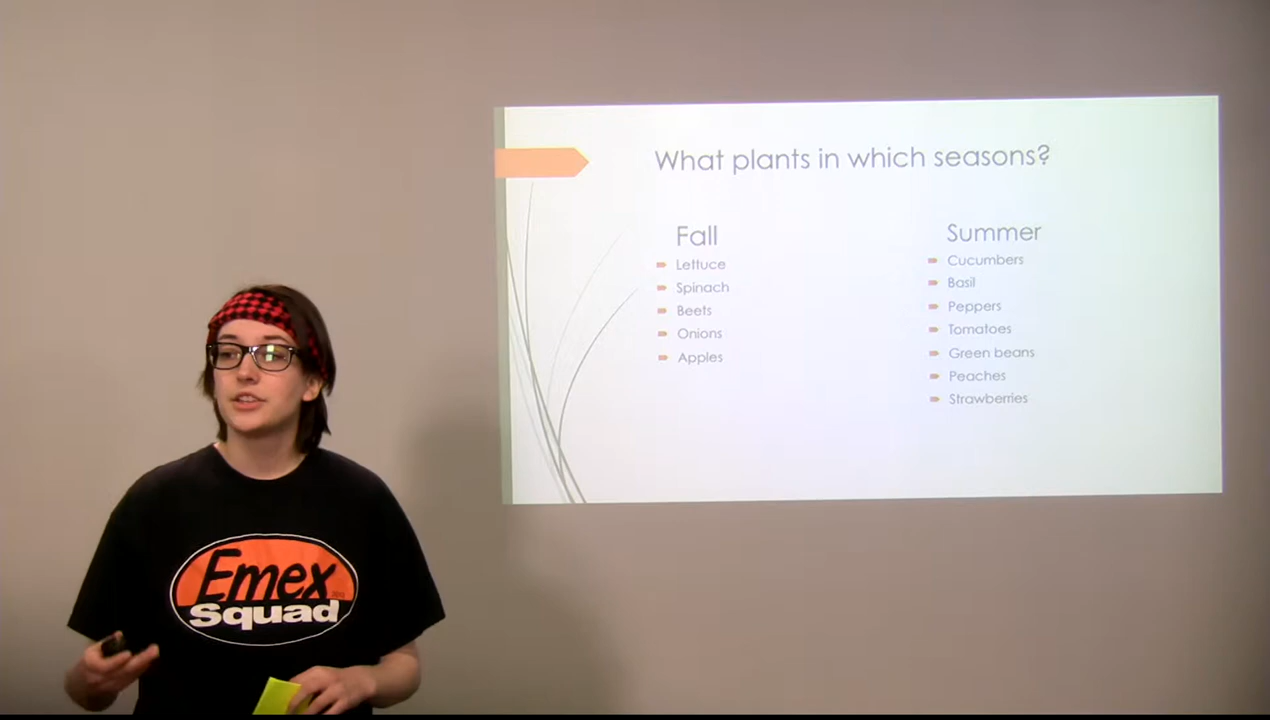 What plants in which seasons?
Fall
Lettuce
Spinach
Beets
Onions
Apples
Summer
Cucumbers
Basil
Peppers
Tomatoes
Green beans
Peaches
Strawberries
Emex
Squad